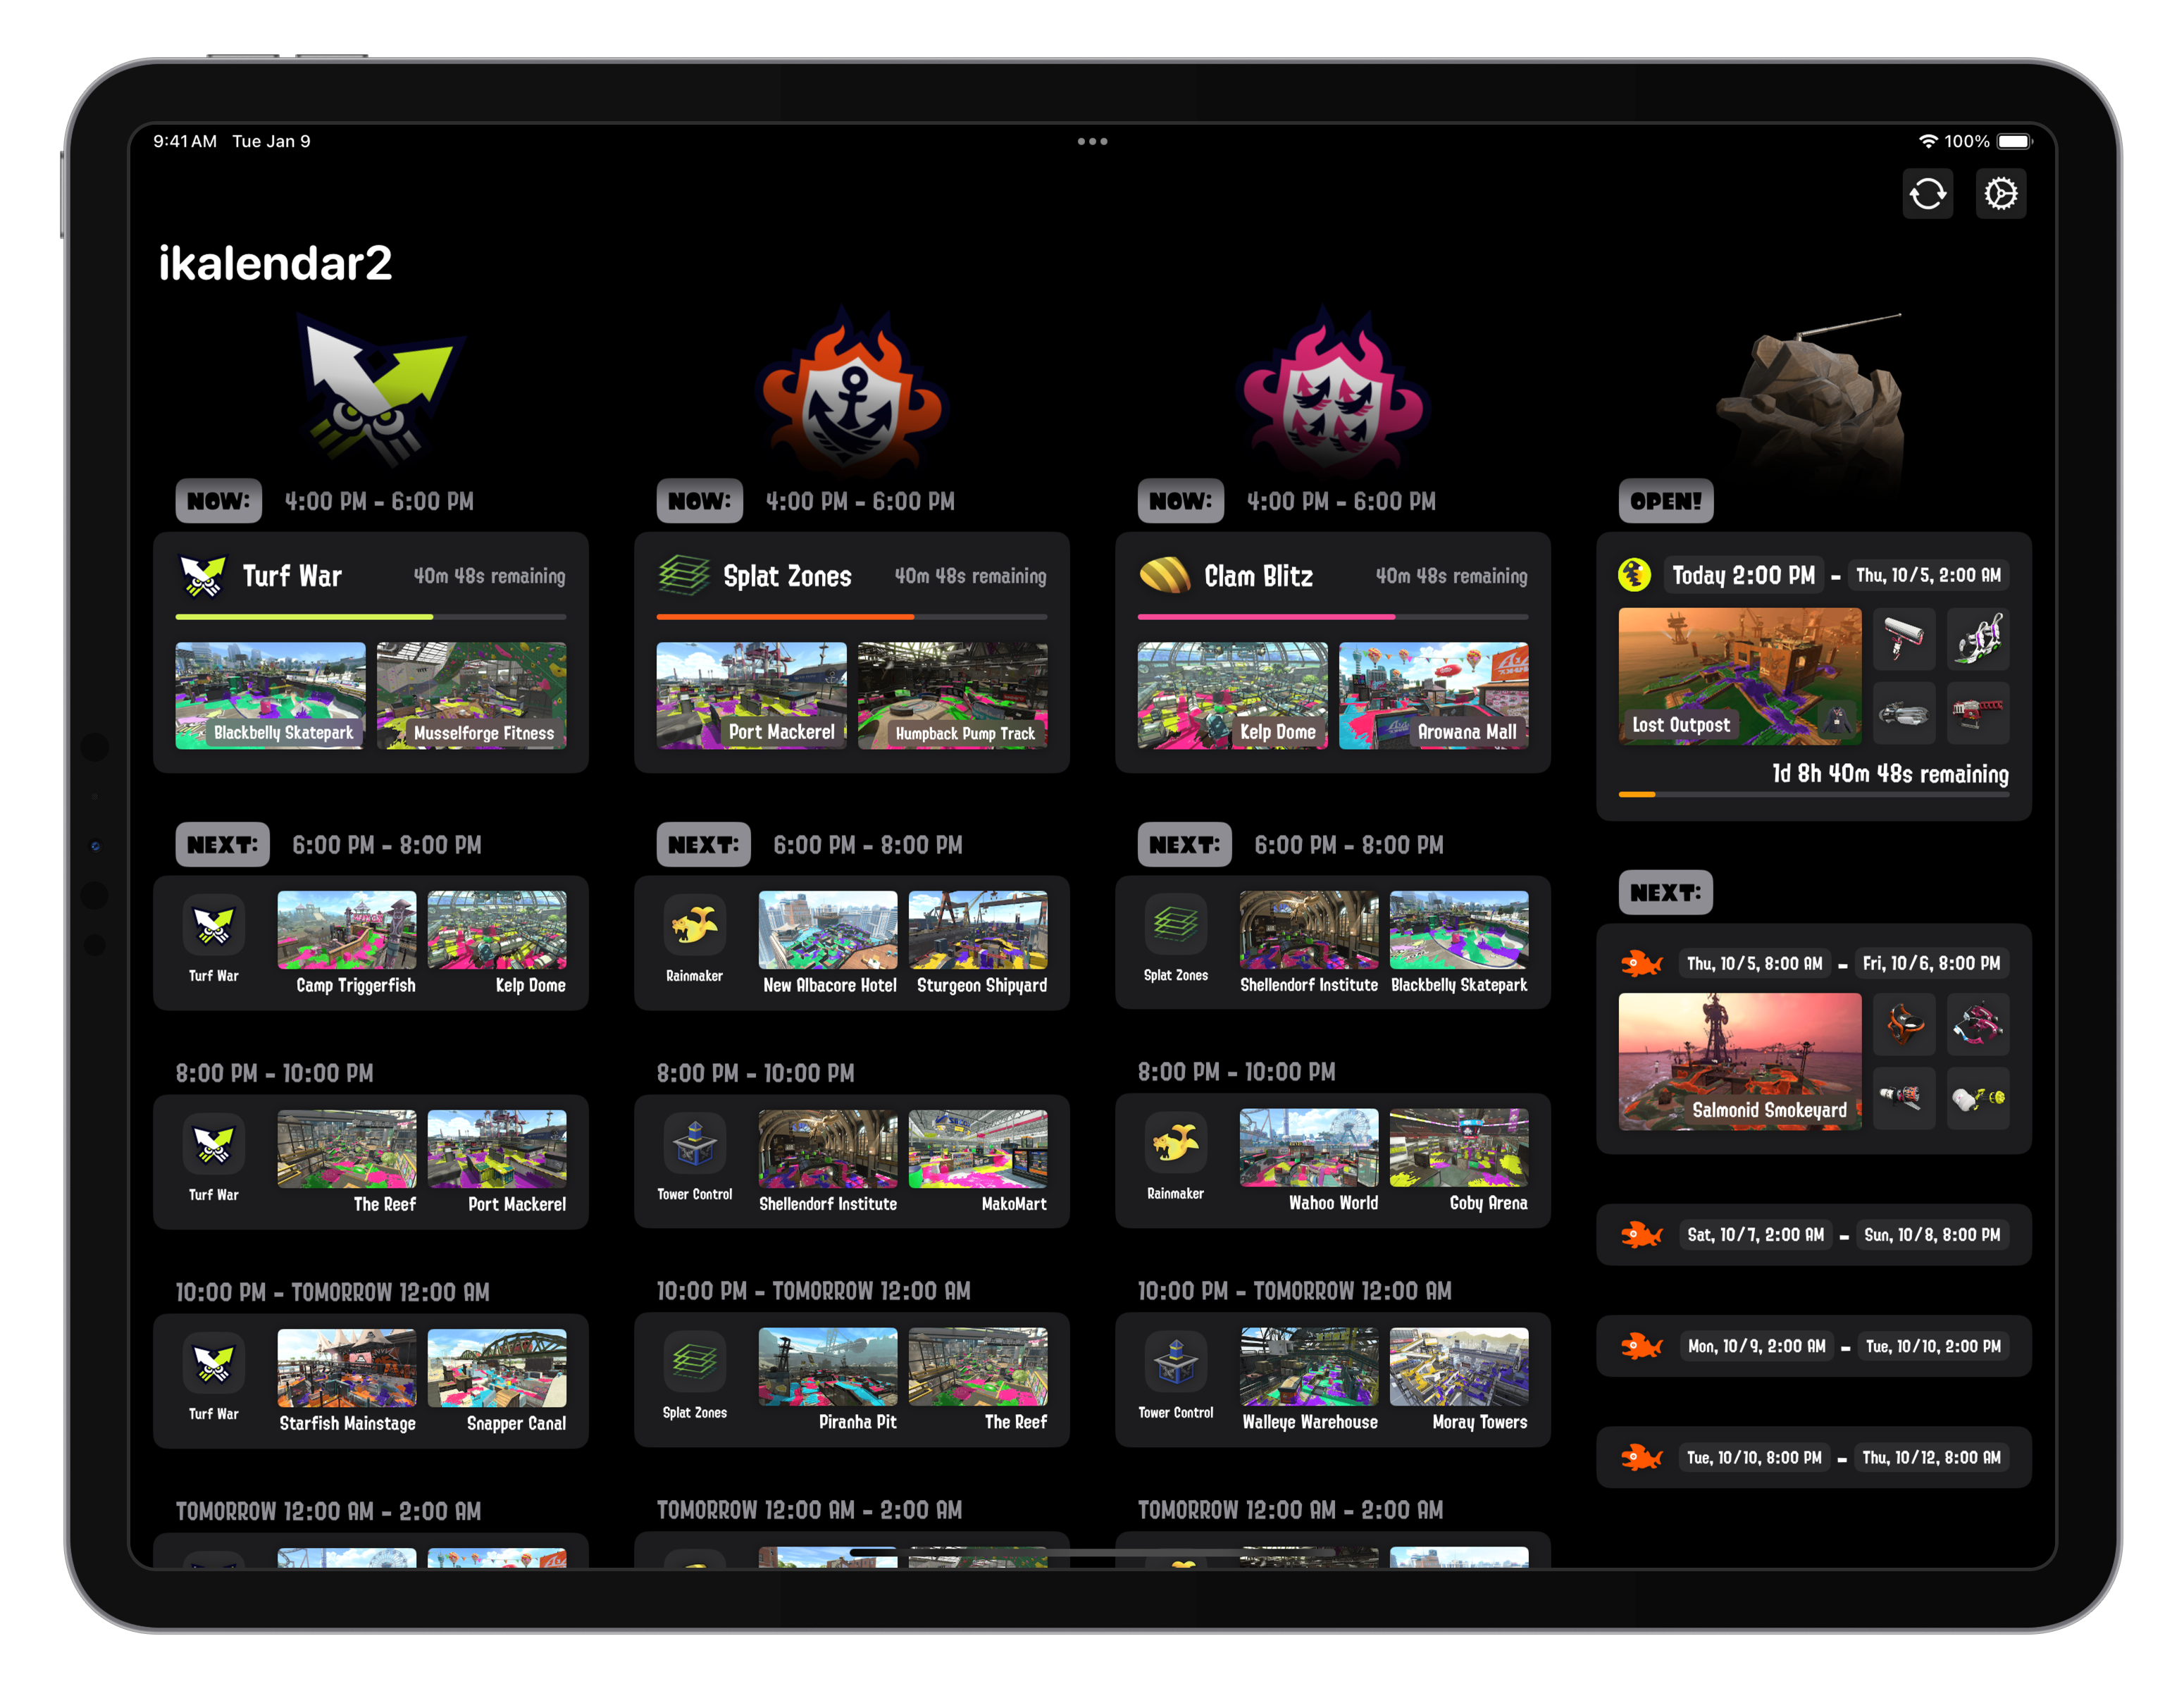 9:41 AM Tue Jan 9
100%
ikalendar2
NOW: 4:00 PM - 6:00 PM
Turf War 40m 48s remaining
Blackbelly Skatepark
Musselforge Fitness
NEXT: 6:00 PM - 8:00 PM
Turf War
Camp Triggerfish
Kelp Dome
8:00 PM - 10:00 PM
Turf War
The Reef
Port Mackerel
10:00 PM - TOMORROW 12:00 AM
Turf War
Starfish Mainstage
Snapper Canal
TOMORROW 12:00 AM - 2:00 AM
NOW: 4:00 PM - 6:00 PM
Splat Zones 40m 48s remaining
Port Mackerel
Humpback Pump Track
NEXT: 6:00 PM - 8:00 PM
Rainmaker
New Albacore Hotel
Sturgeon Shipyard
8:00 PM - 10:00 PM
Tower Control
Shellendorf Institute
MakoMart
10:00 PM - TOMORROW 12:00 AM
Splat Zones
Piranha Pit
The Reef
TOMORROW 12:00 AM - 2:00 AM
NOW: 4:00 PM - 6:00 PM
Clam Blitz 40m 48s remaining
Kelp Dome
Arowana Mall
NEXT: 6:00 PM - 8:00 PM
Splat Zones
Shellendorf Institute
Blackbelly Skatepark
8:00 PM - 10:00 PM
Rainmaker
Wahoo World
Goby Arena
10:00 PM - TOMORROW 12:00 AM
Tower Control
Walleye Warehouse
Moray Towers
TOMORROW 12:00 AM - 2:00 AM
OPEN!
Today 2:00 PM - Thu, 10/5, 2:00 AM
Lost Outpost
1d 8h 40m 48s remaining
NEXT:
Thu, 10/5, 8:00 AM - Fri, 10/6, 8:00 PM
Salmonid Smokeyard
Sat, 10/7, 2:00 AM - Sun, 10/8, 8:00 PM
Mon, 10/9, 2:00 AM - Tue, 10/10, 2:00 PM
Tue, 10/10, 8:00 PM - Thu, 10/12, 8:00 AM